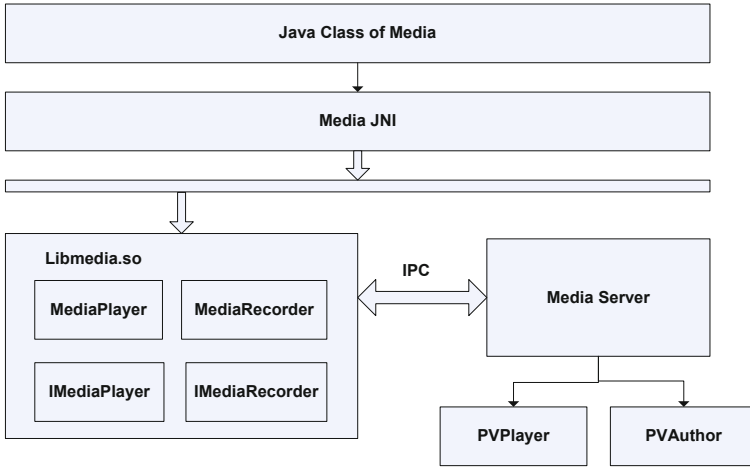 Java Class of Media
Media JNI
Libmedia.so
MediaPlayer
MediaRecorder
IMediaPlayer
IMediaRecorder
IPC
Media Server
PVPlayer
PVAuthor